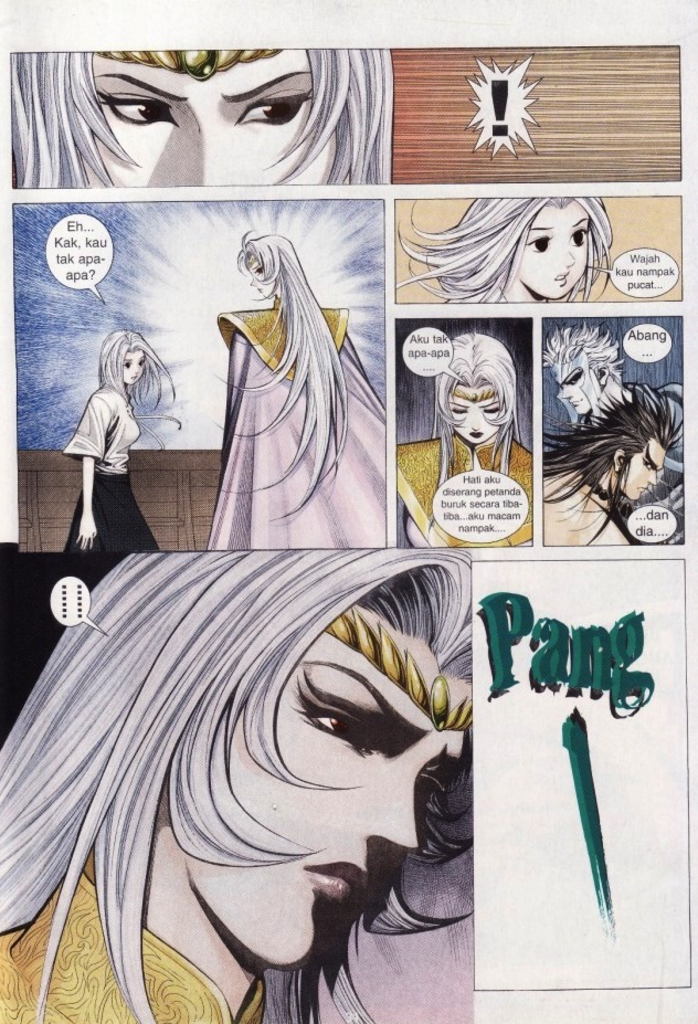 !
Eh...
Kak, kau
tak apa-
apa?
Wajah
kau nampak
pucat...
Aku tak
apa-apa...
....
Hati aku
diserang petanda
buruk secara tiba-
tiba...aku macam
nampak....
Abang
...
...dan
dia....
!!!!
Pang